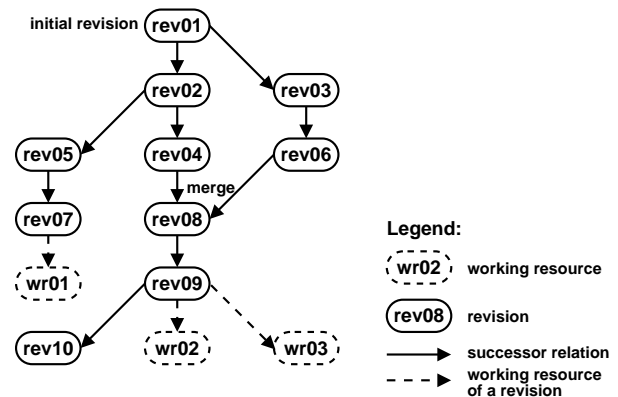 initial revision rev01
rev02 rev03
rev05 rev04 rev06
merge
rev07 rev08
wr01 rev09
rev10 wr02 wr03
Legend:
wr02 working resource
rev08 revision
successor relation
working resource
of a revision